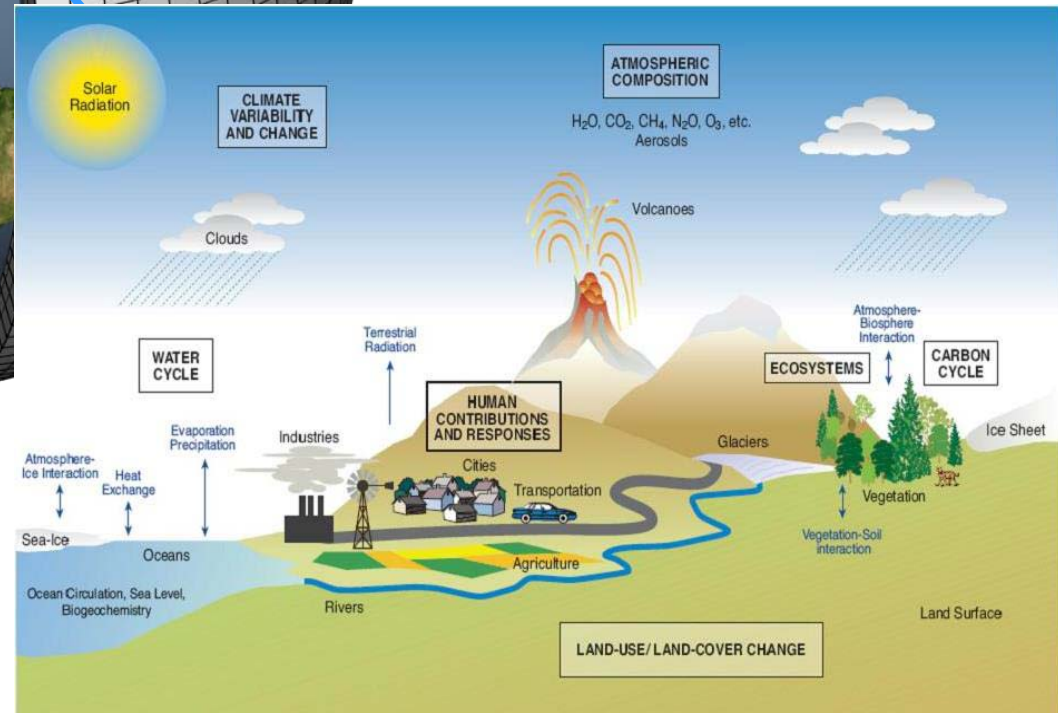 Solar
Radiation
CLIMATE
VARIABILITY
AND CHANGE
ATMOSPHERIC
COMPOSITION
H₂O, CO₂, CH₄, N₂O, O₃, etc.
Aerosols
Clouds
Volcanoes
WATER
CYCLE
Terrestrial
Radiation
Atmosphere-
Biosphere
Interaction
ECOSYSTEMS
CARBON
CYCLE
HUMAN
CONTRIBUTIONS
AND RESPONSES
Evaporation
Precipitation
Industries
Glaciers
Ice Sheet
Atmosphere-
Ice Interaction
Heat
Exchange
Cities
Transportation
Vegetation
Sea-Ice
Oceans
Vegetation-Soil
interaction
Agriculture
Ocean Circulation, Sea Level,
Biogeochemistry
Rivers
Land Surface
LAND-USE/ LAND-COVER CHANGE